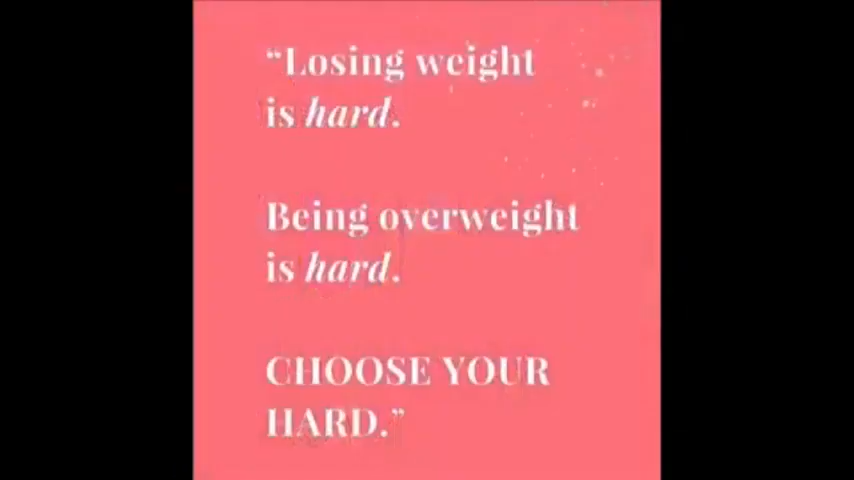 “Losing weight
is hard.
Being overweight
is hard.
CHOOSE YOUR
HARD.”